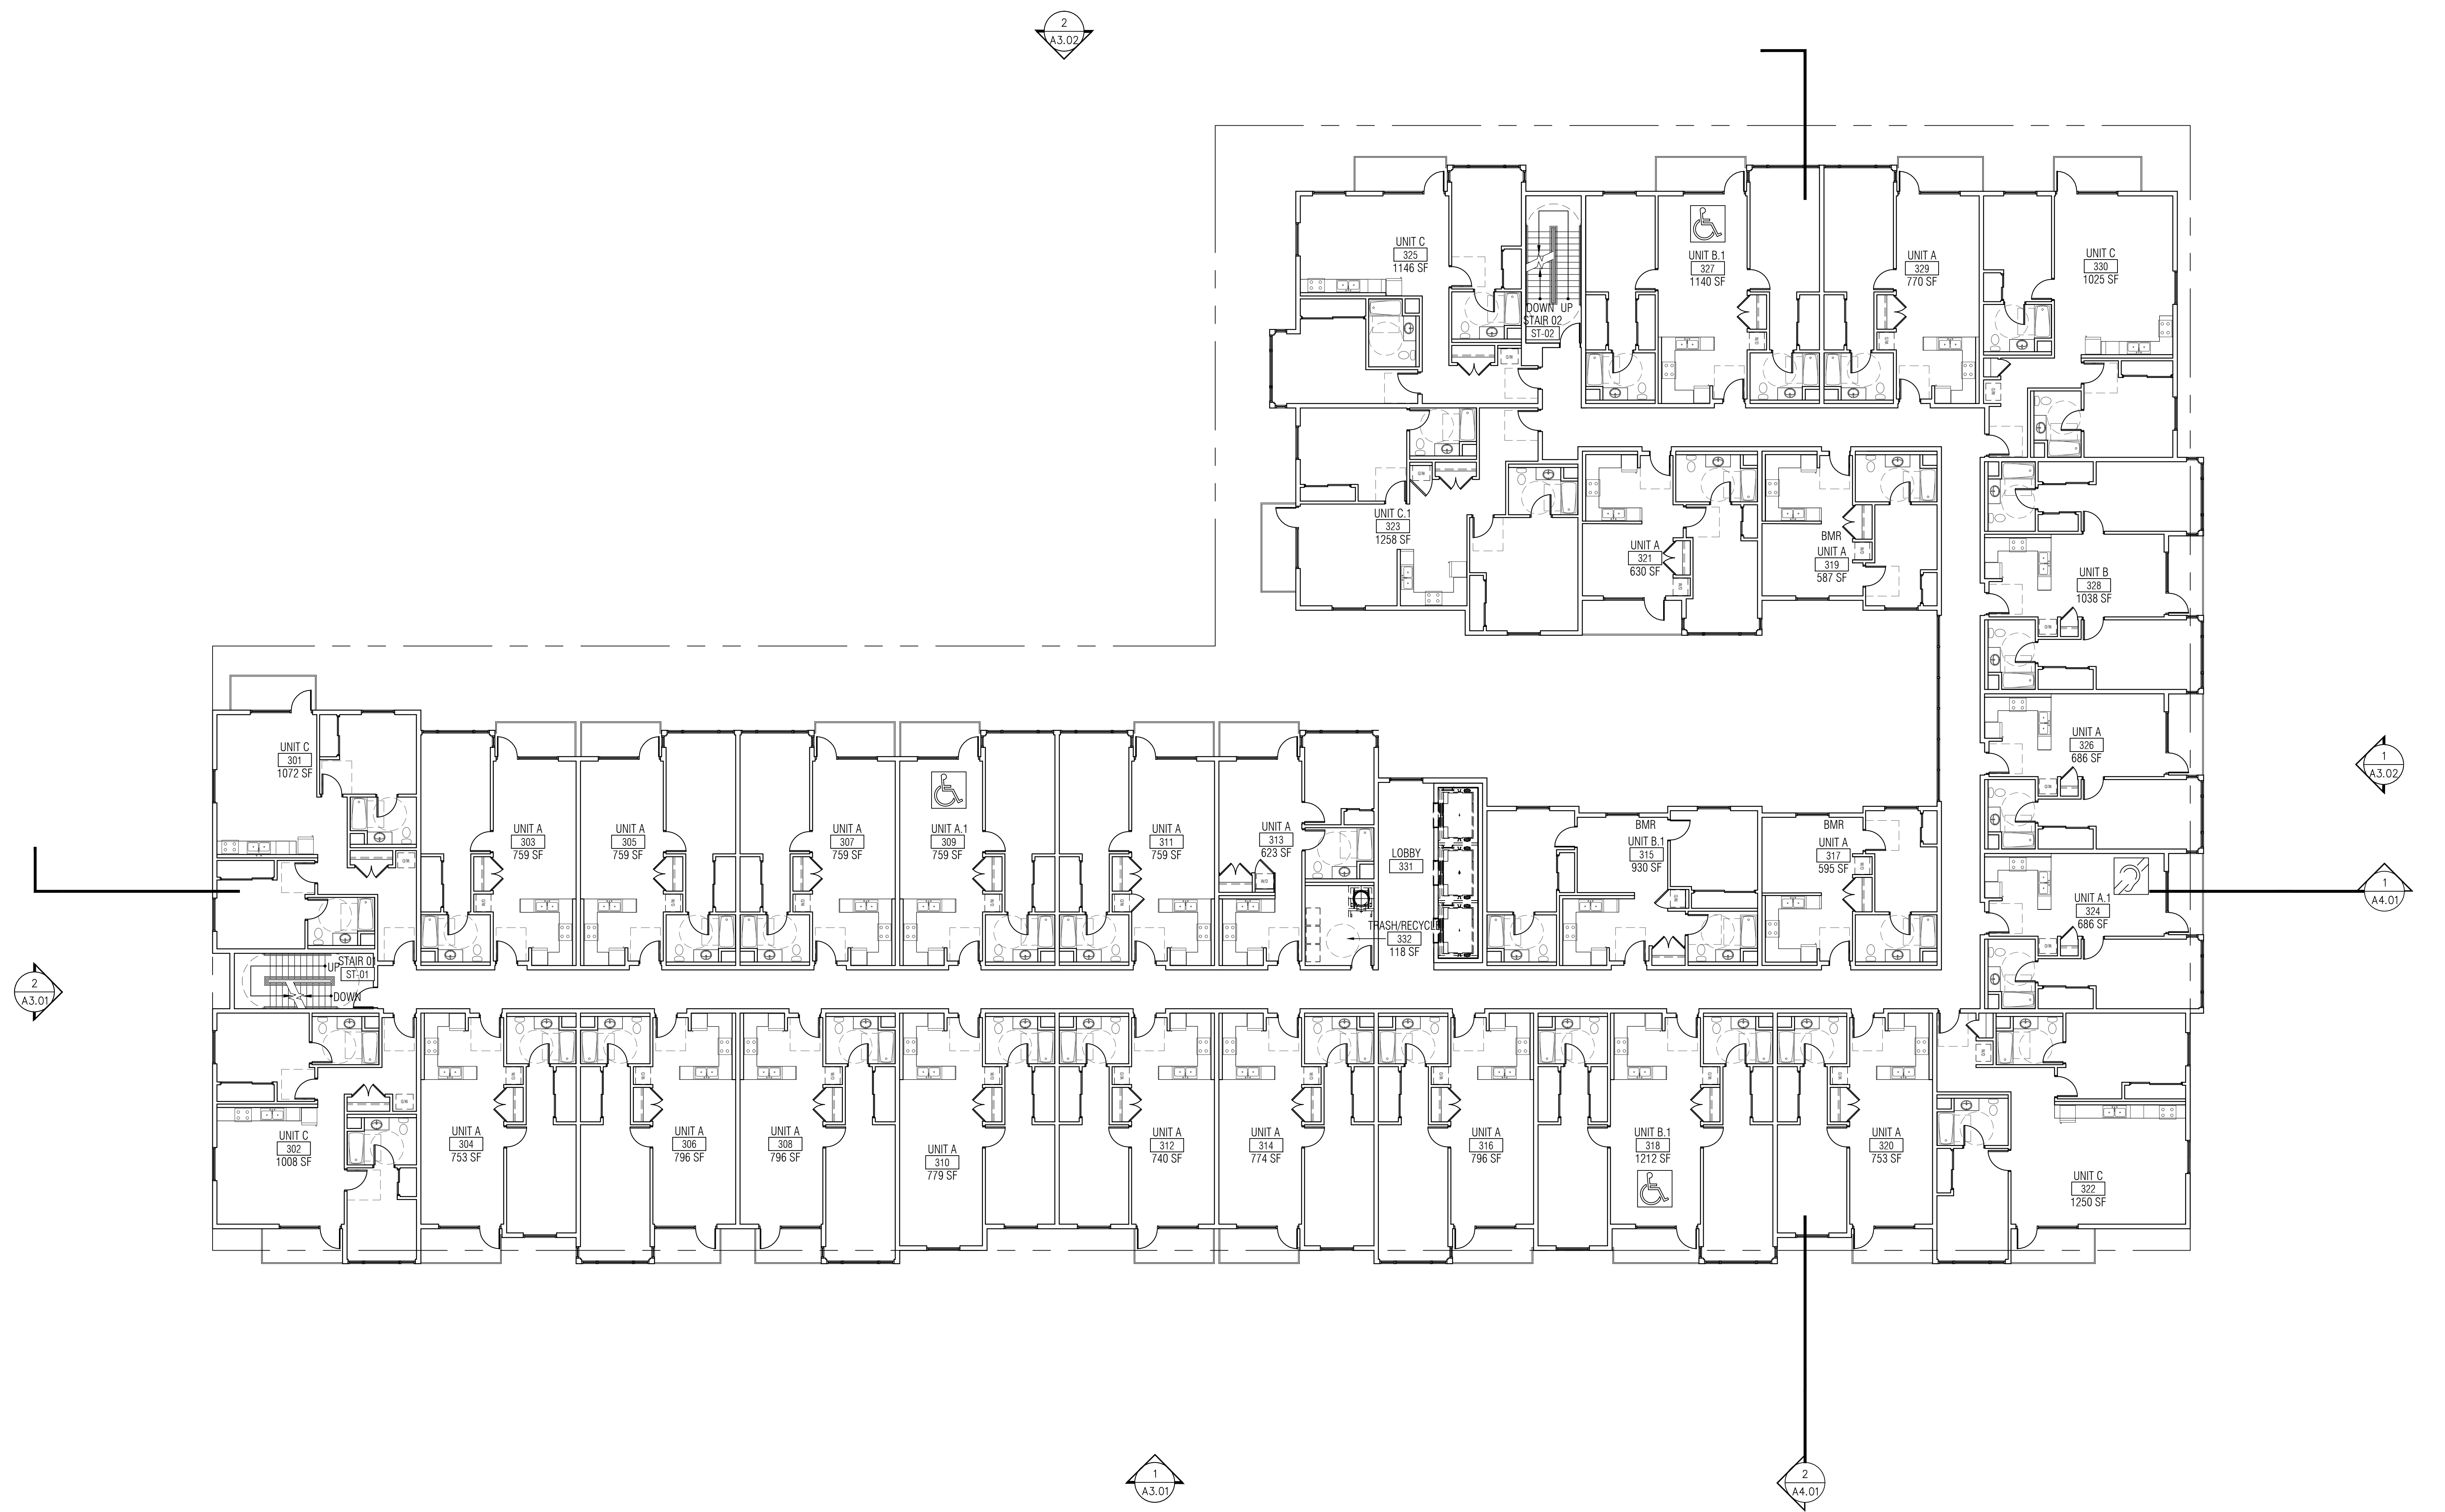 2
A3.02
UNIT C
325
1146 SF
UNIT B.1
327
1140 SF
UNIT A
329
770 SF
UNIT C
330
1025 SF
DOWN UP
STAIR 02
ST-02
UNIT C.1
323
1258 SF
UNIT A
321
630 SF
BMR
UNIT A
319
587 SF
UNIT B
328
1038 SF
UNIT A
326
686 SF
1
A3.02
UNIT C
301
1072 SF
UNIT A
303
759 SF
UNIT A
305
759 SF
UNIT A
307
759 SF
UNIT A.1
309
759 SF
UNIT A
311
759 SF
UNIT A
313
623 SF
LOBBY
331
BMR
UNIT B.1
315
930 SF
BMR
UNIT A
317
595 SF
UNIT A.1
324
686 SF
1
A4.01
TRASH/RECYCLE
332
118 SF
STAIR 01
ST-01
UP
DOWN
2
A3.01
UNIT C
302
1008 SF
UNIT A
304
753 SF
UNIT A
306
796 SF
UNIT A
308
796 SF
UNIT A
310
779 SF
UNIT A
312
740 SF
UNIT A
314
774 SF
UNIT A
316
796 SF
UNIT B.1
318
1212 SF
UNIT A
320
753 SF
UNIT C
322
1250 SF
1
A3.01
2
A4.01